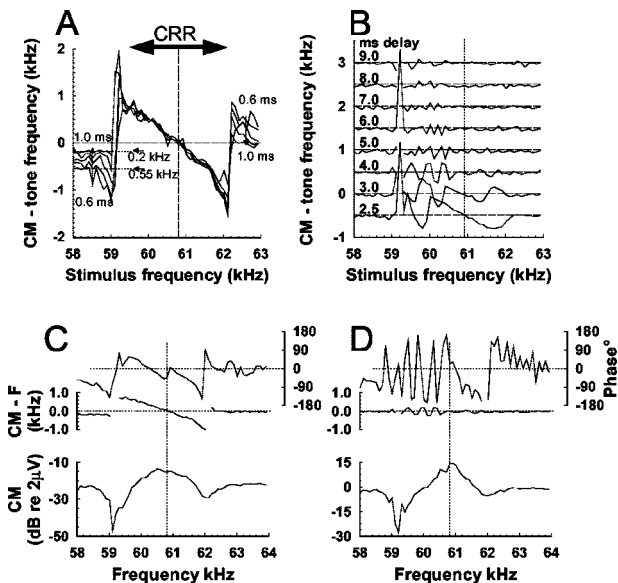 A
CRR
CM - tone frequency (kHz)
2
1
0
-1
-2
1.0 ms
0.6 ms
0.2 kHz
0.55 kHz
0.6 ms
1.0 ms
58 59 60 61 62 63
Stimulus frequency (kHz)
B
CM - tone frequency (kHz)
3
2
1
0
-1
ms delay
9.0
8.0
7.0
6.0
5.0
4.0
3.0
2.5
58 59 60 61 62 63
Stimulus frequency (kHz)
C
180
90
0
-90
-180
CM - F
(kHz)
1.0
0.0
-1.0
CM
(dB re 2µV)
-10
-30
-50
58 59 60 61 62 63 64
Frequency kHz
D
180
90
0
-90
-180
Phase°
1.0
0.0
-1.0
15
0
-15
-30
58 59 60 61 62 63 64
Frequency kHz